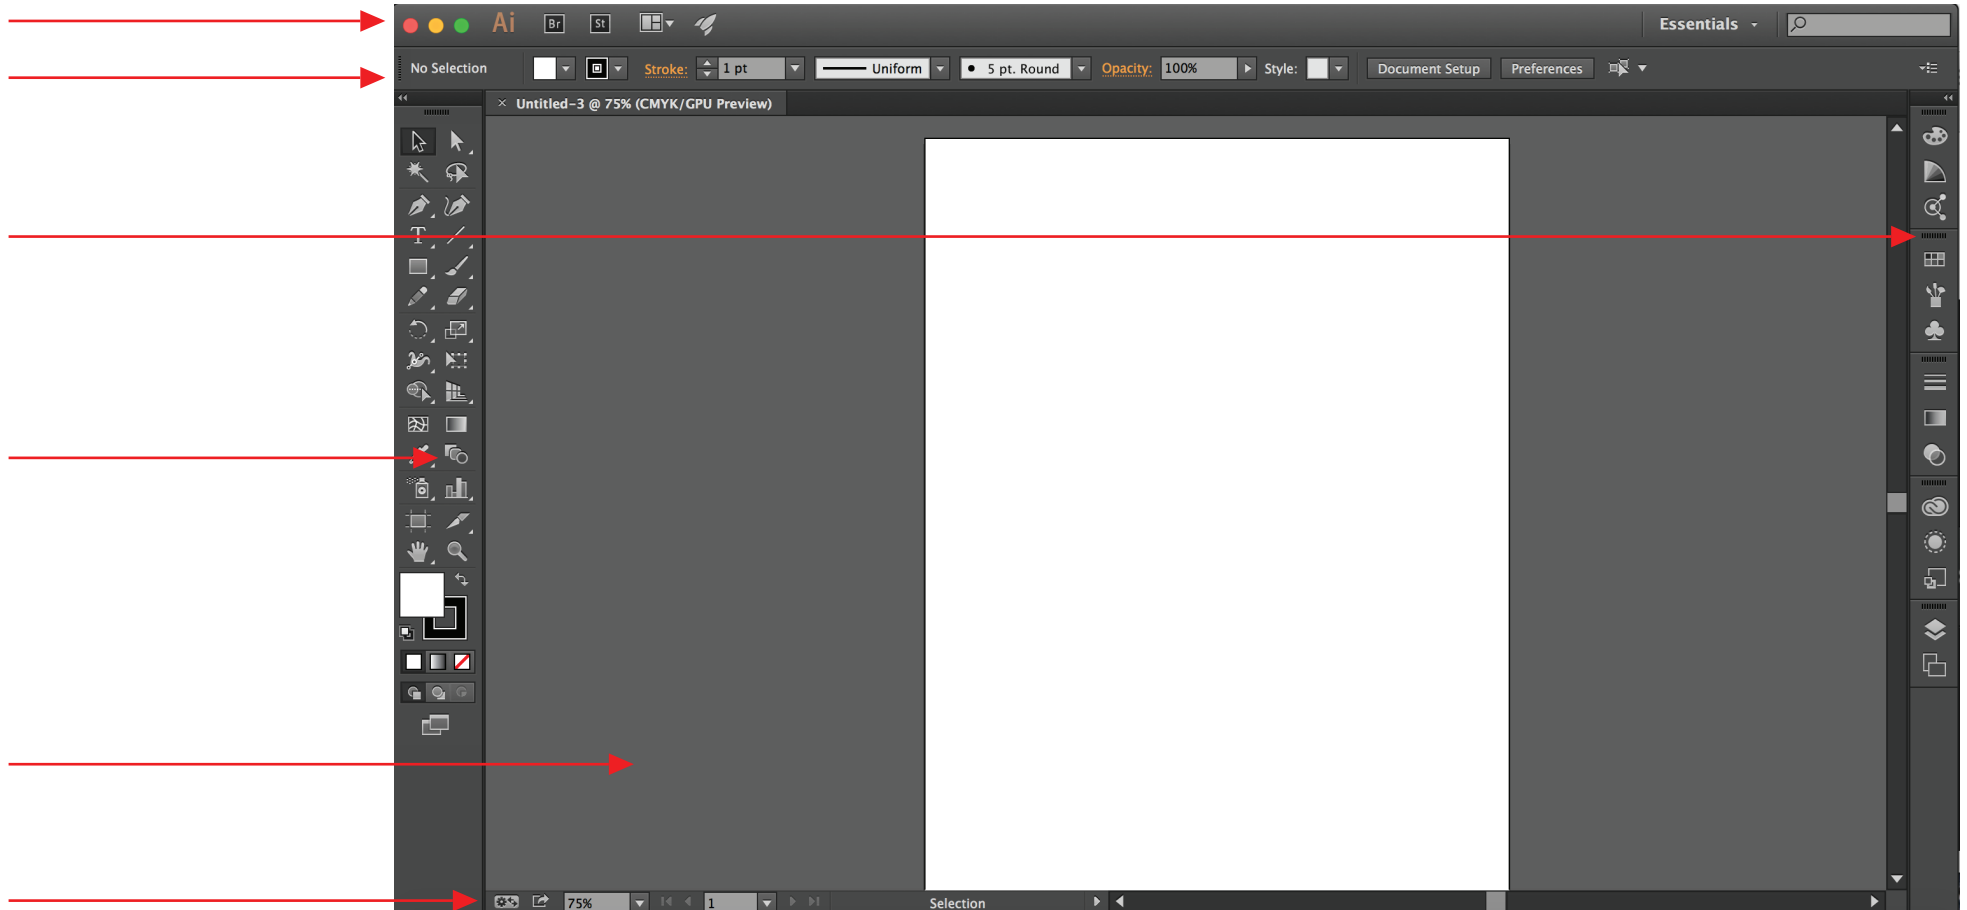 Ai Br St Essentials
No Selection Stroke: 1 pt Uniform 5 pt. Round Opacity: 100% Style: Document Setup Preferences
× Untitled-3 @ 75% (CMYK/GPU Preview)
T
75% 1 Selection